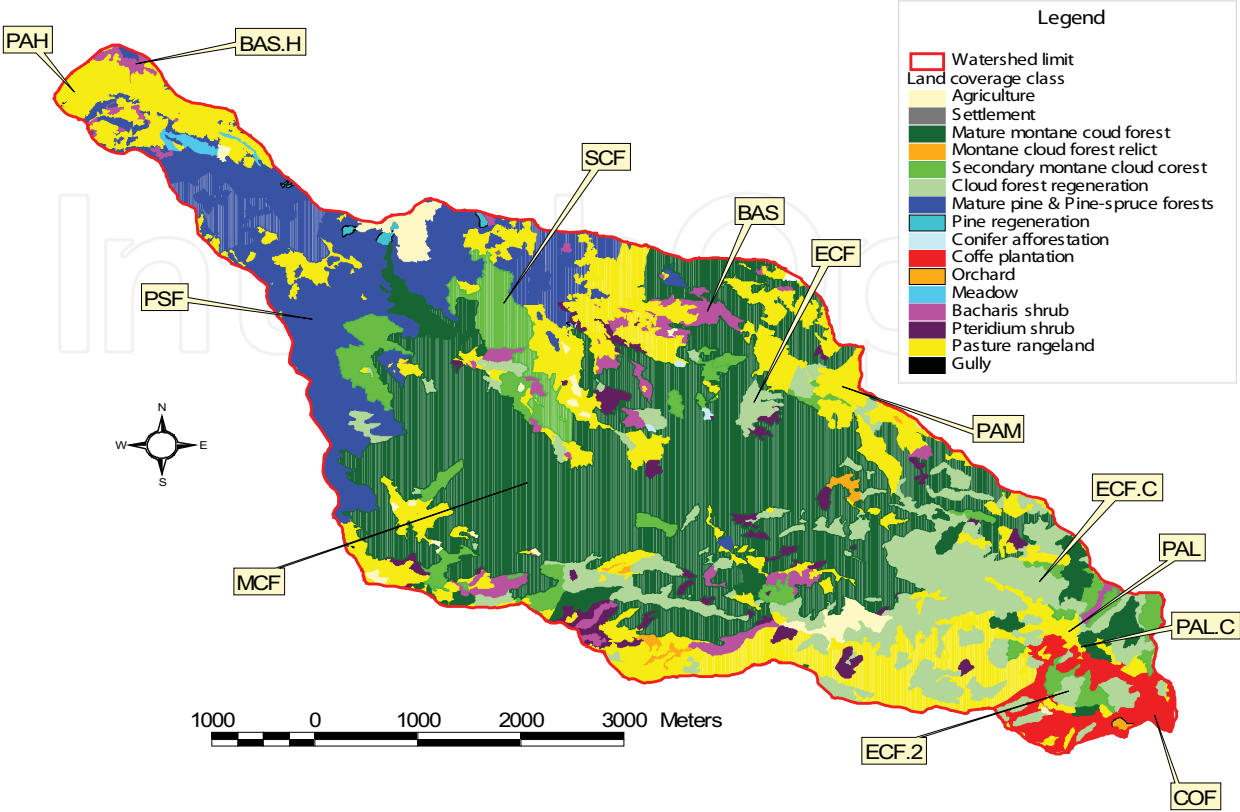 Legend
Watershed limit
Land coverage class
Agriculture
Settlement
Mature montane coud forest
Montane cloud forest relict
Secondary montane cloud corest
Cloud forest regeneration
Mature pine & Pine-spruce forests
Pine regeneration
Conifer afforestation
Coffe plantation
Orchard
Meadow
Bacharis shrub
Pteridium shrub
Pasture rangeland
Gully
PAH
BAS.H
SCF
BAS
ECF
PSF
PAM
N
W
E
S
ECF.C
PAL
MCF
PAL.C
1000 0 1000 2000 3000 Meters
ECF.2
COF